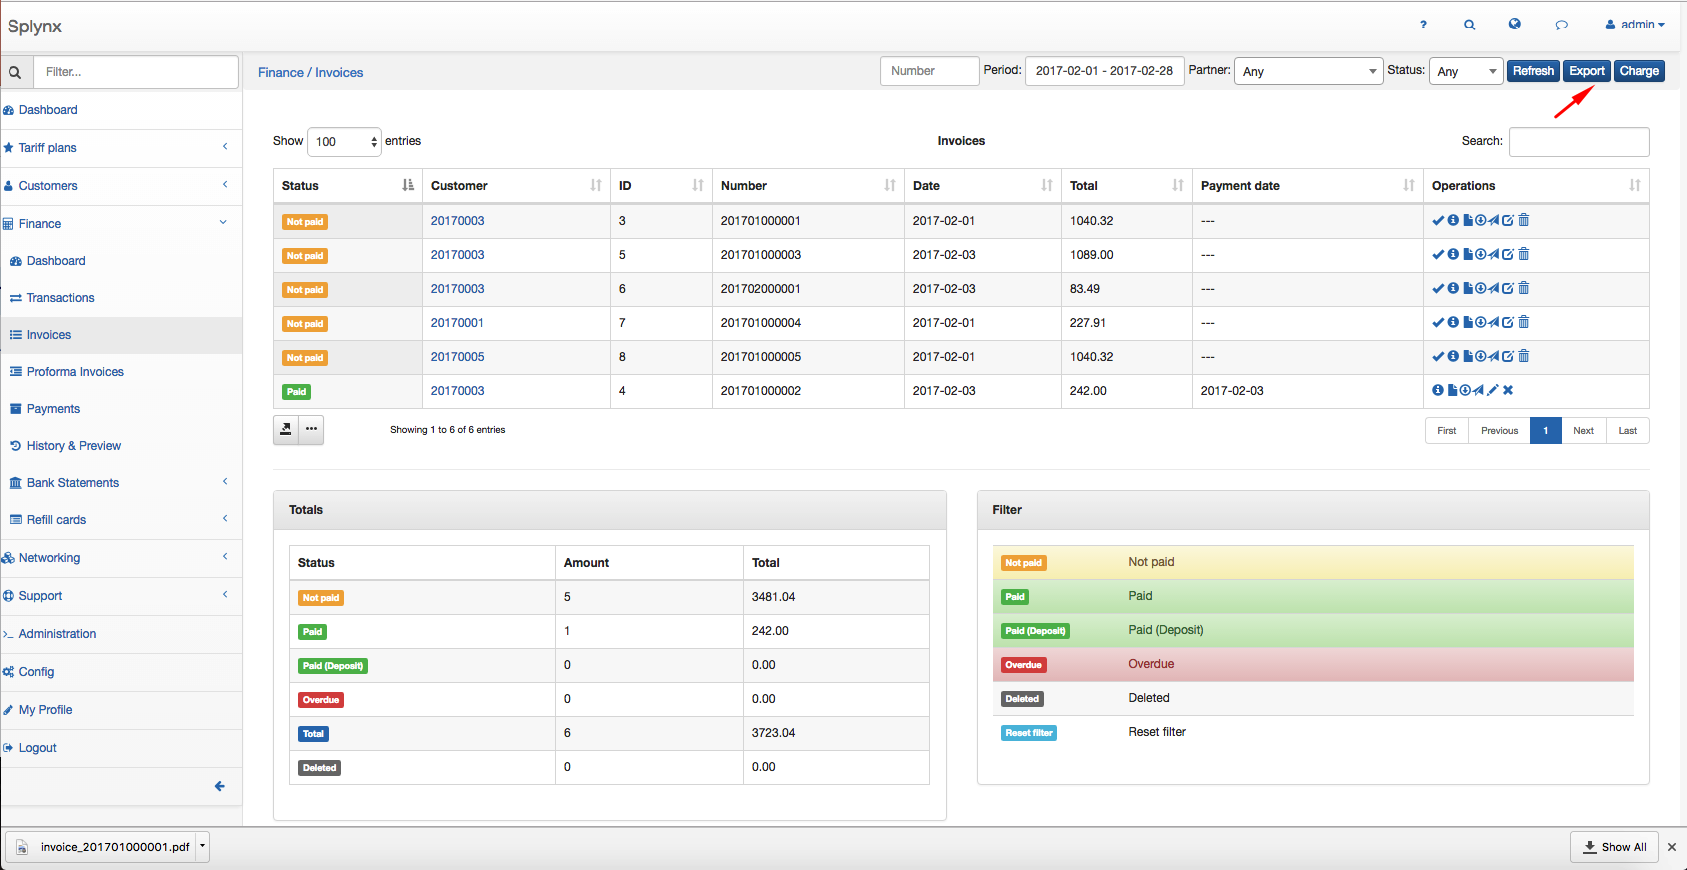 Splynx
? admin
Filter...
Finance / Invoices
Number Period: 2017-02-01 - 2017-02-28 Partner: Any Status: Any Refresh Export Charge
Dashboard
Tariff plans
Customers
Finance
Dashboard
Transactions
Invoices
Proforma Invoices
Payments
History & Preview
Bank Statements
Refill cards
Networking
Support
Administration
Config
My Profile
Logout
Show 100 entries Invoices Search:
Status Customer ID Number Date Total Payment date Operations
Not paid 20170003 3 201701000001 2017-02-01 1040.32 ---
Not paid 20170003 5 201701000003 2017-02-03 1089.00 ---
Not paid 20170003 6 201702000001 2017-02-03 83.49 ---
Not paid 20170001 7 201701000004 2017-02-01 227.91 ---
Not paid 20170005 8 201701000005 2017-02-01 1040.32 ---
Paid 20170003 4 201701000002 2017-02-03 242.00 2017-02-03
Showing 1 to 6 of 6 entries First Previous 1 Next Last
Totals
Status Amount Total
Not paid 5 3481.04
Paid 1 242.00
Paid (Deposit) 0 0.00
Overdue 0 0.00
Total 6 3723.04
Deleted 0 0.00
Filter
Not paid Not paid
Paid Paid
Paid (Deposit) Paid (Deposit)
Overdue Overdue
Deleted Deleted
Reset filter Reset filter
invoice_201701000001.pdf Show All